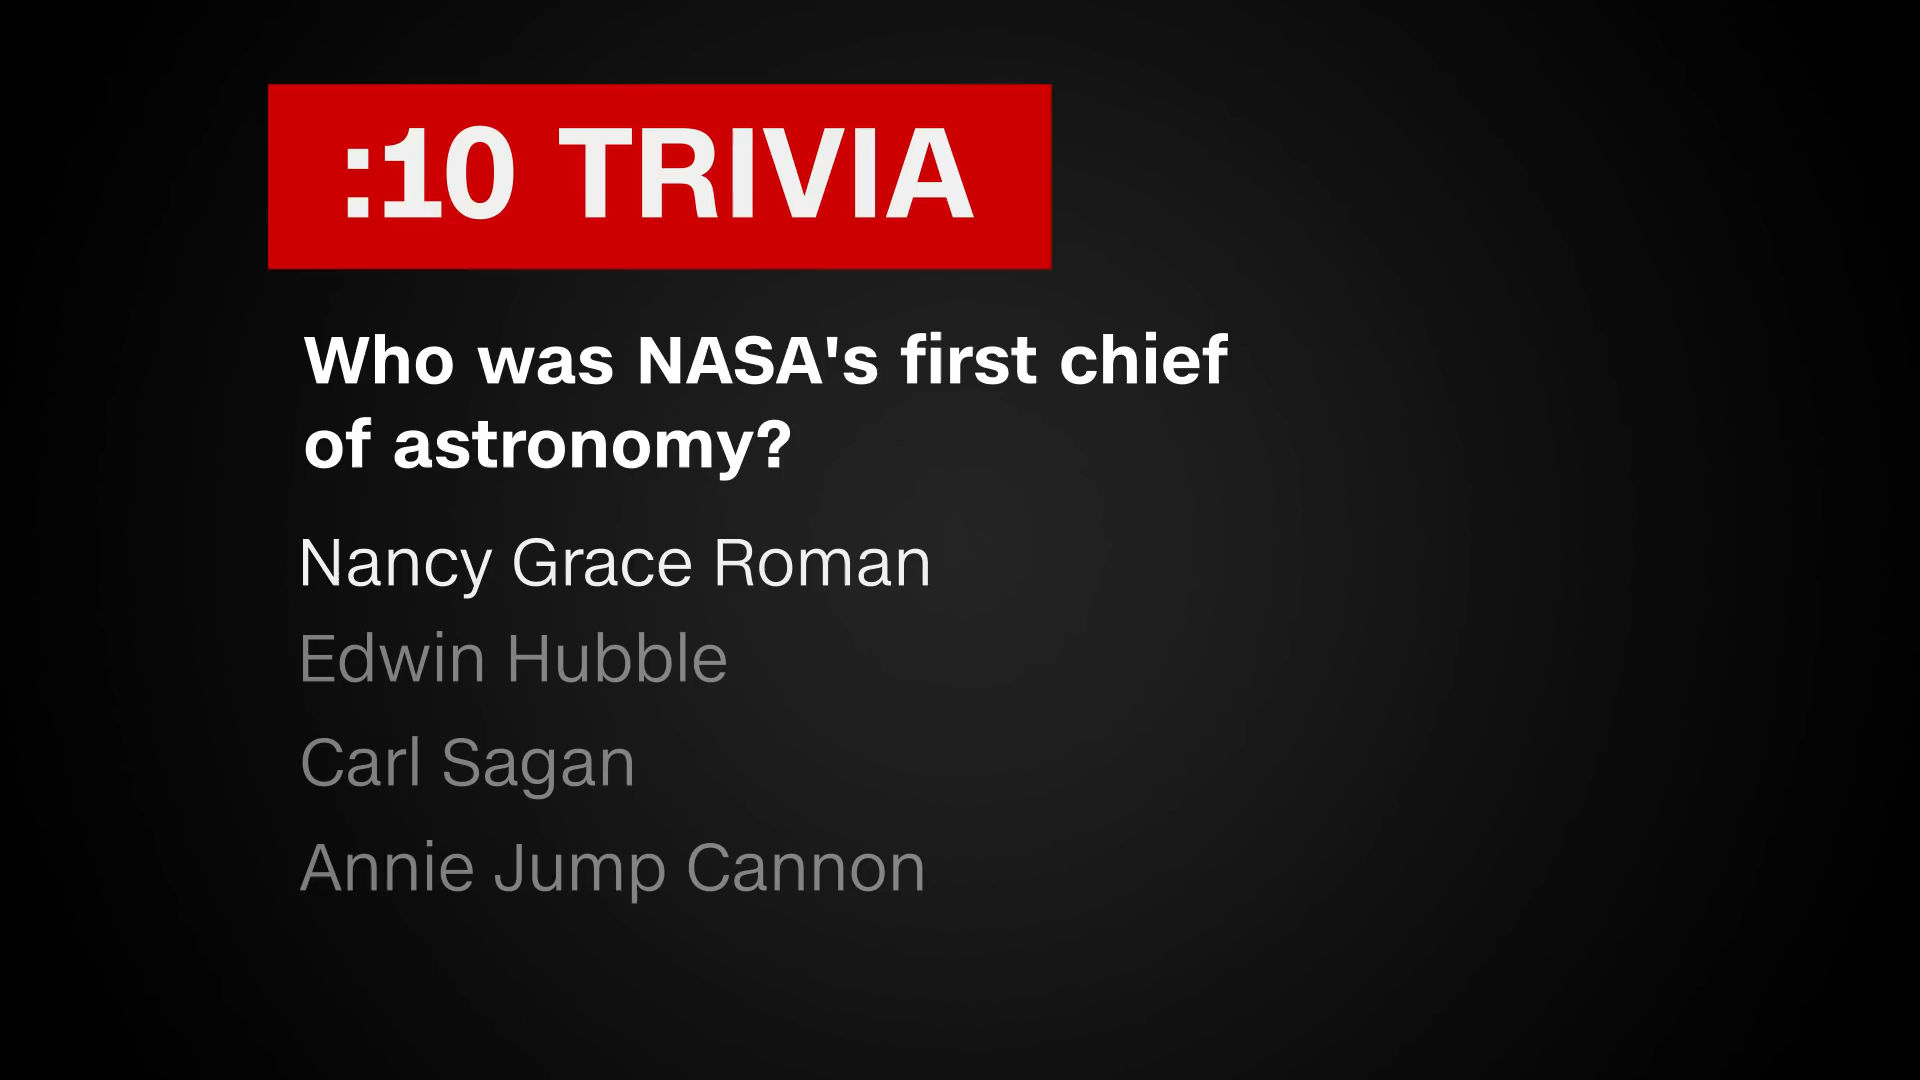 :10 TRIVIA
Who was NASA's first chief
of astronomy?
Nancy Grace Roman
Edwin Hubble
Carl Sagan
Annie Jump Cannon